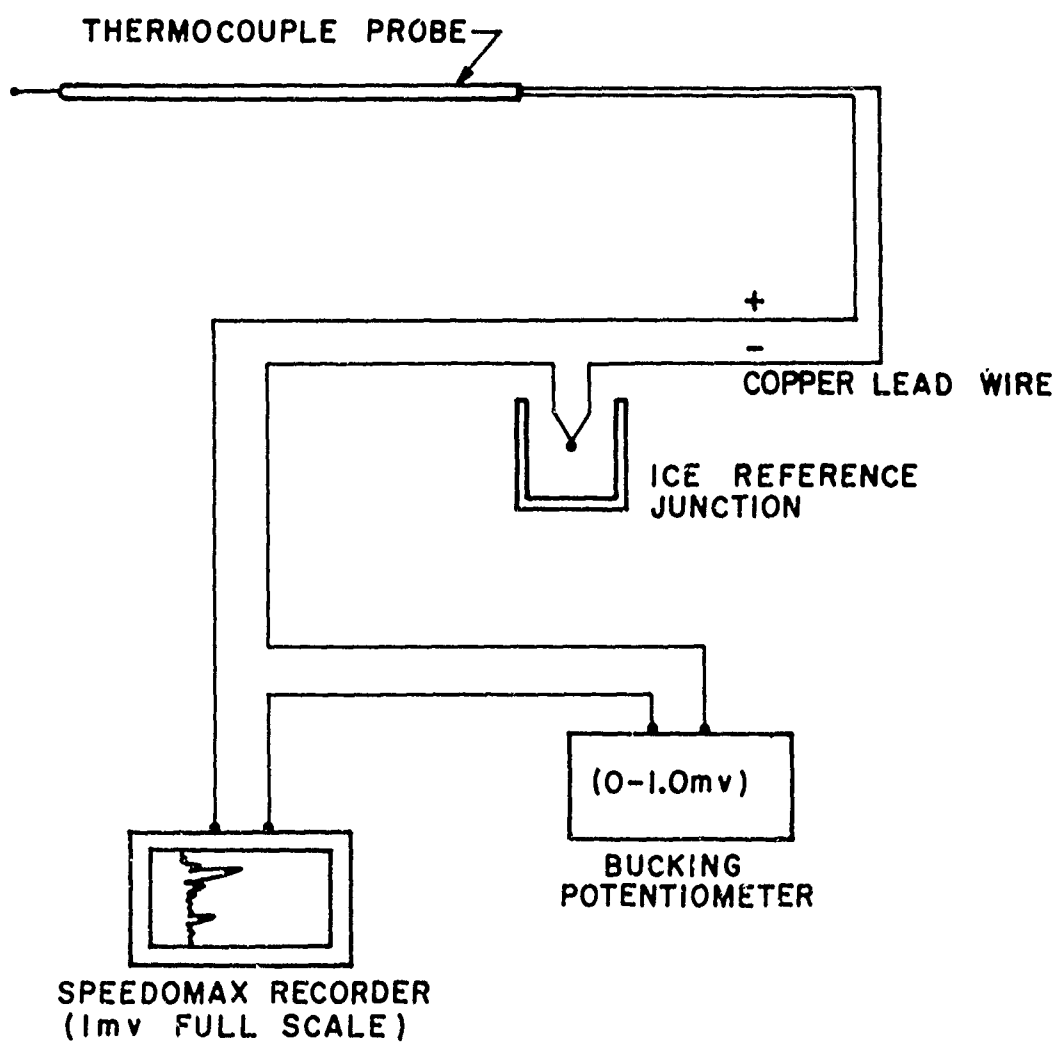 THERMOCOUPLE PROBE
+
-
COPPER LEAD WIRE
ICE REFERENCE
JUNCTION
(0-1.0mv)
BUCKING
POTENTIOMETER
SPEEDOMAX RECORDER
(1mv FULL SCALE)